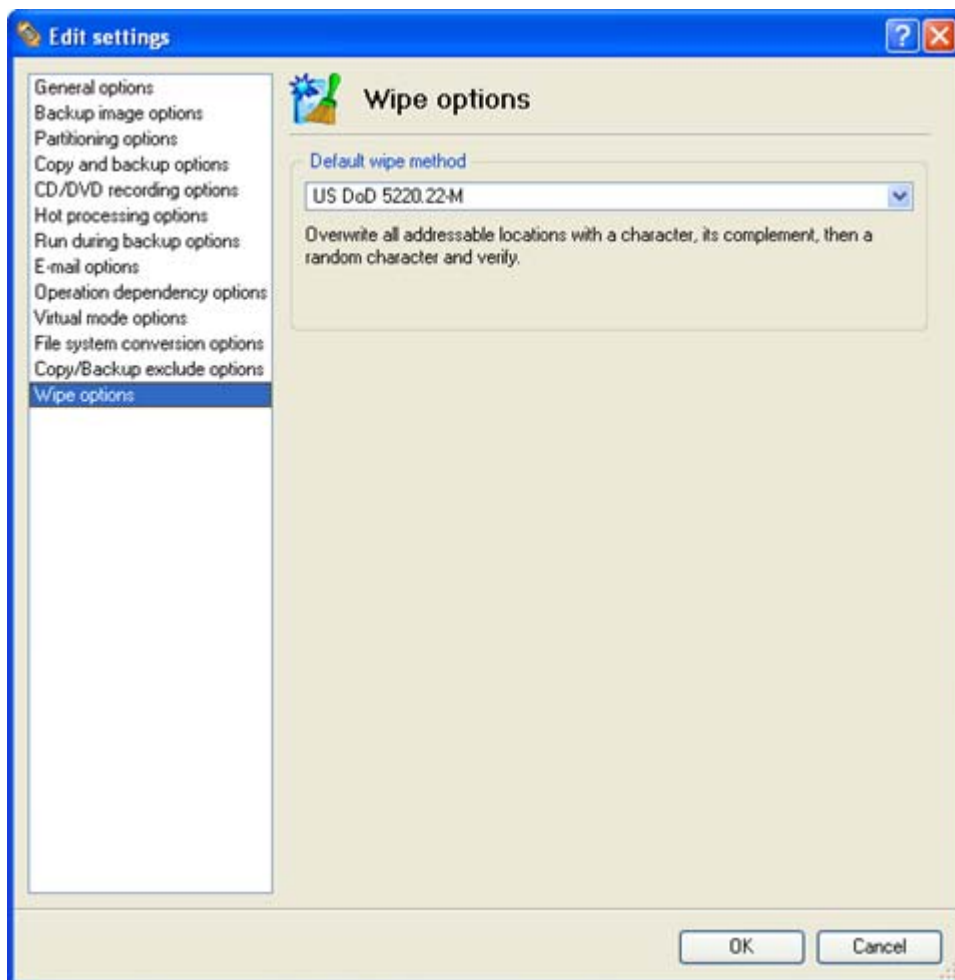 Edit settings
General options
Backup image options
Partitioning options
Copy and backup options
CD/DVD recording options
Hot processing options
Run during backup options
E-mail options
Operation dependency options
Virtual mode options
File system conversion options
Copy/Backup exclude options
Wipe options
Wipe options
Default wipe method
US DoD 5220.22-M
Overwrite all addressable locations with a character, its complement, then a
random character and verify.
OK
Cancel